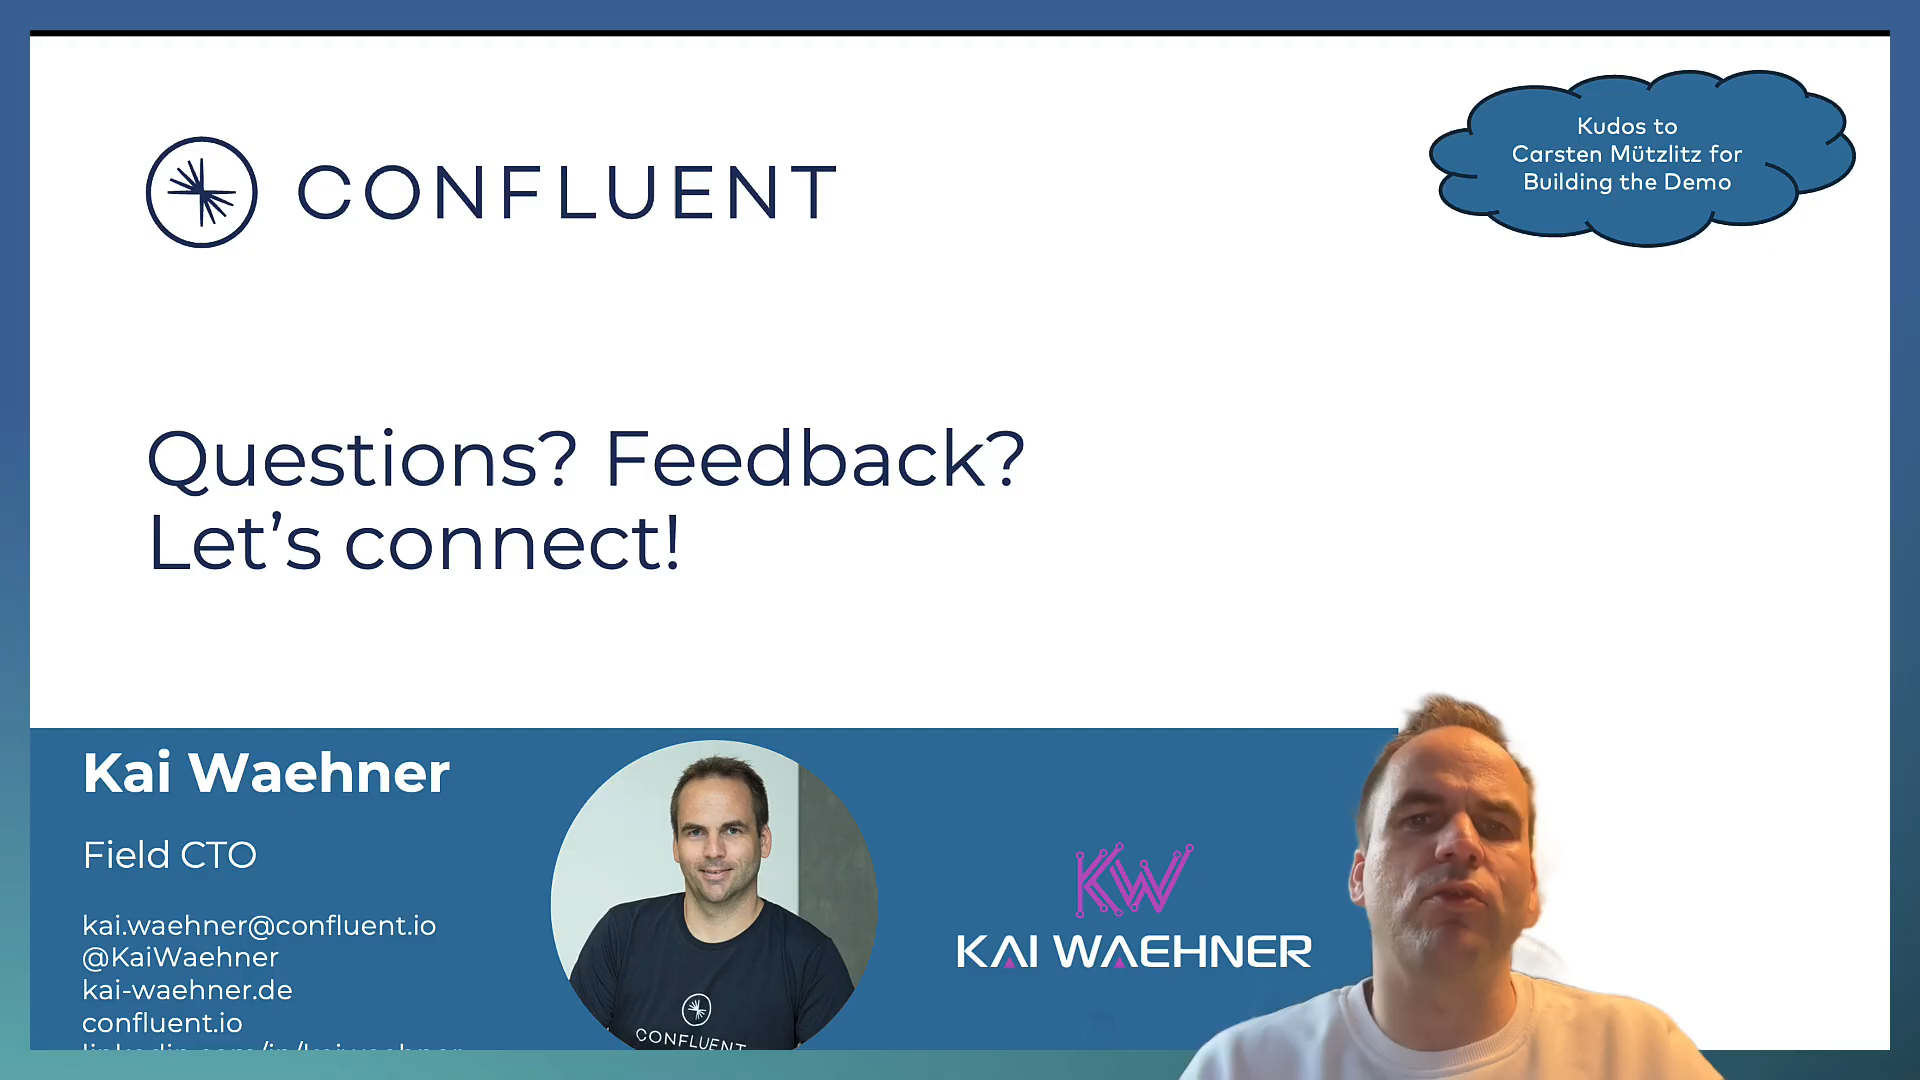 CONFLUENT
Kudos to
Carsten Mützlitz for
Building the Demo
Questions? Feedback?
Let’s connect!
Kai Waehner
Field CTO
kai.waehner@confluent.io
@KaiWaehner
kai-waehner.de
confluent.io
CONFLUENT
KW
KAI WAEHNER